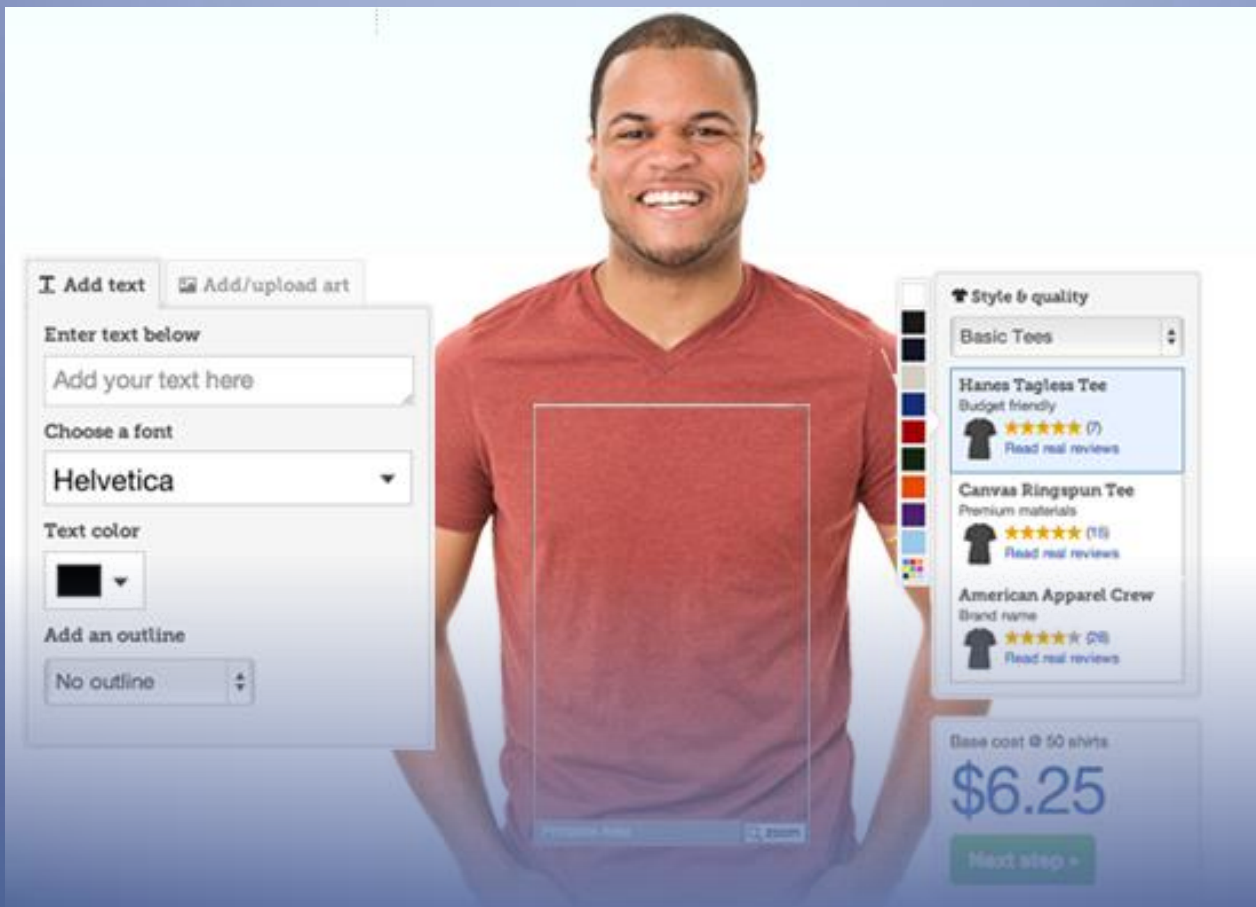 Add text
Add/upload art
Enter text below
Add your text here
Choose a font
Helvetica
Text color
Add an outline
No outline
Style & quality
Basic Tees
Hanes Tagless Tee
Budget friendly
(7)
Read real reviews
Canvas Ringspun Tee
Premium materials
(15)
Read real reviews
American Apparel Crew
Brand name
(28)
Read real reviews
Base cost @ 50 shirts
$6.25
Next step
Printable Area
zoom